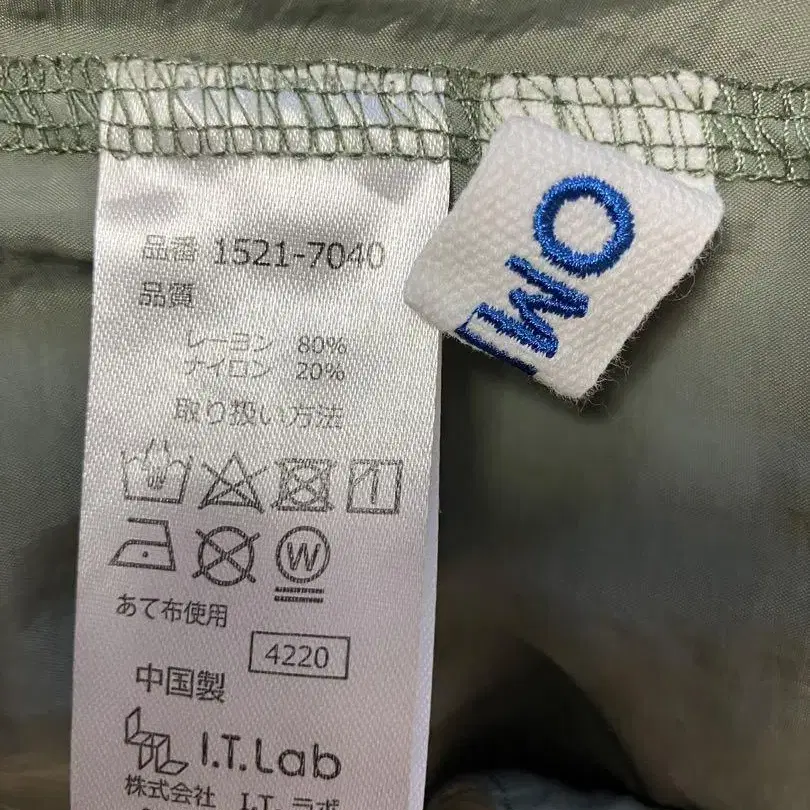 品番 1521-7040
品質
レーヨン 80%
ナイロン 20%
取り扱い方法
W
あて布使用
4220
中国製
I.T.Lab
株式会社 I.T.ラボ
OM